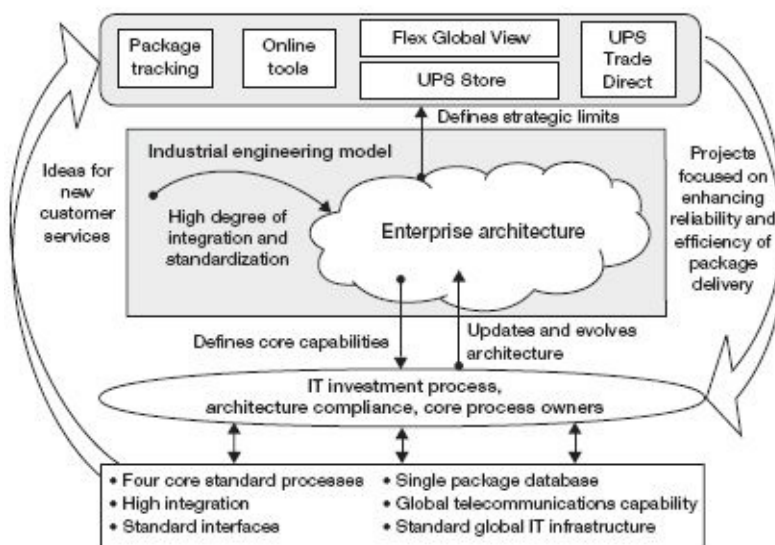 Package
tracking
Online
tools
Flex Global View
UPS Store
UPS
Trade
Direct
Defines strategic limits
Industrial engineering model
Ideas for
new
customer
services
High degree of
integration and
standardization
Enterprise architecture
Projects
focused on
enhancing
reliability and
efficiency of
package
delivery
Defines core capabilities
Updates and evolves
architecture
IT investment process,
architecture compliance, core process owners
• Four core standard processes
• High integration
• Standard interfaces
• Single package database
• Global telecommunications capability
• Standard global IT infrastructure